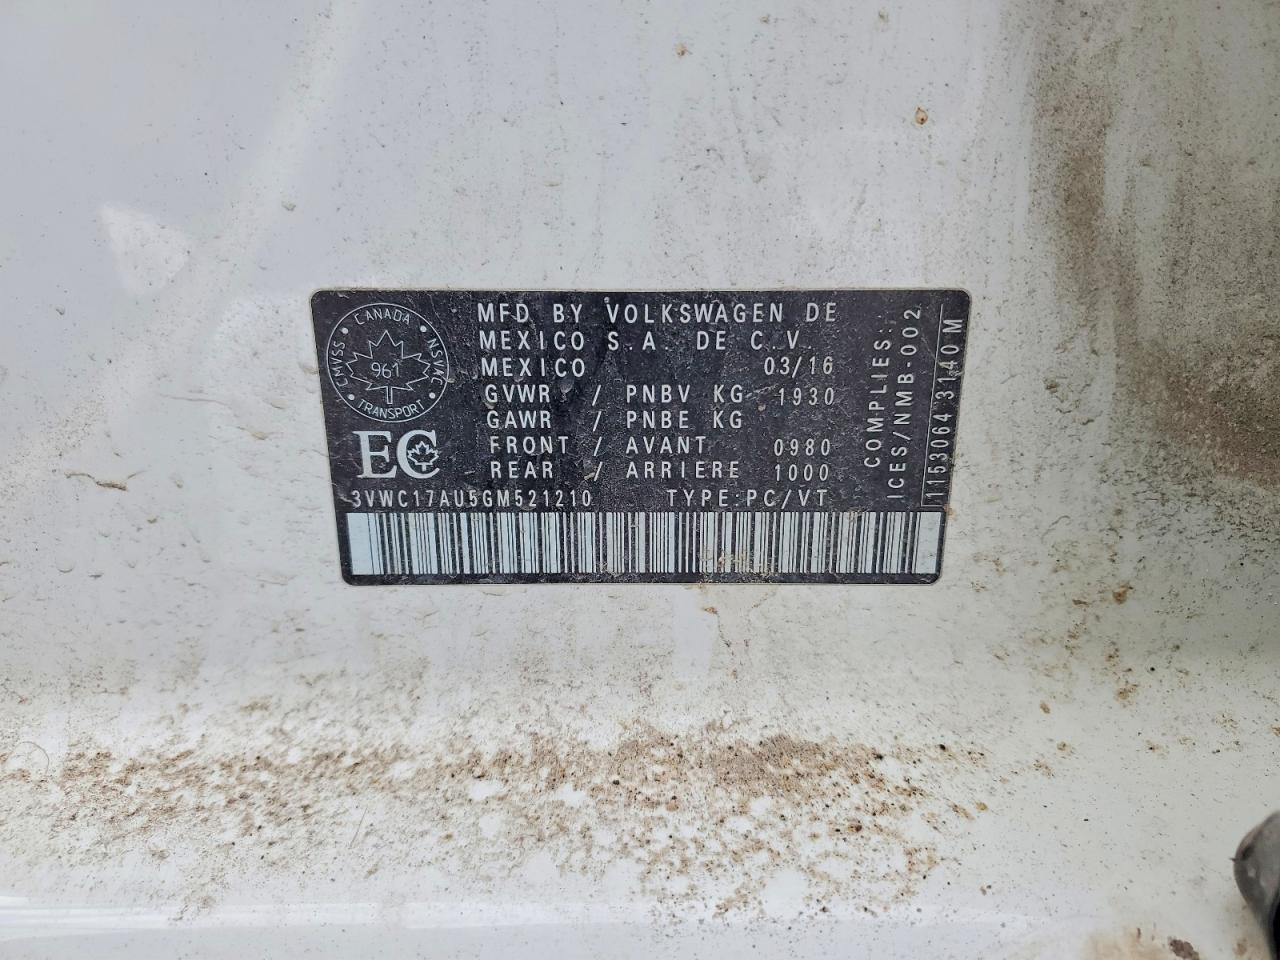 CANADA
CMVSS
NSVAC
961
TRANSPORT
EC
MFD BY VOLKSWAGEN DE
MEXICO S.A. DE C.V.
MEXICO 03/16
GVWR / PNBV KG 1930
GAWR / PNBE KG
FRONT / AVANT 0980
REAR / ARRIERE 1000
3VWC17AU5GM521210 TYPE:PC/VT
COMPLIES:
ICES/NMB-002
1153064 3140 M